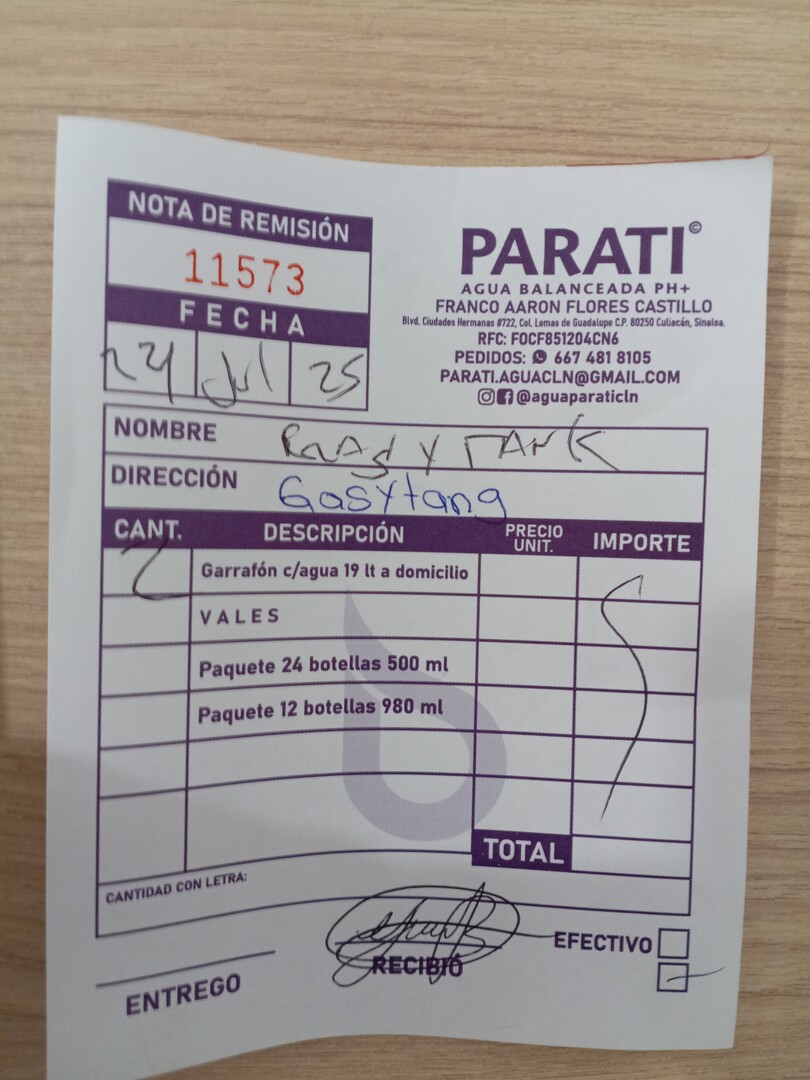 NOTA DE REMISIÓN
11573
FECHA
24 Jul 25
PARATI©
AGUA BALANCEADA PH+
FRANCO AARON FLORES CASTILLO
Blvd. Ciudades Hermanas #722, Col. Lomas de Guadalupe C.P. 80250 Culiacán, Sinaloa.
RFC: FOCF851204CN6
PEDIDOS: 667 481 8105
PARATI.AGUACLN@GMAIL.COM
@aguaparaticln
NOMBRE
DIRECCIÓN Gasytang
CANT. DESCRIPCIÓN PRECIO UNIT. IMPORTE
2 Garrafón c/agua 19 lt a domicilio
VALES
Paquete 24 botellas 500 ml
Paquete 12 botellas 980 ml
TOTAL
CANTIDAD CON LETRA:
ENTREGO
RECIBIÓ
EFECTIVO